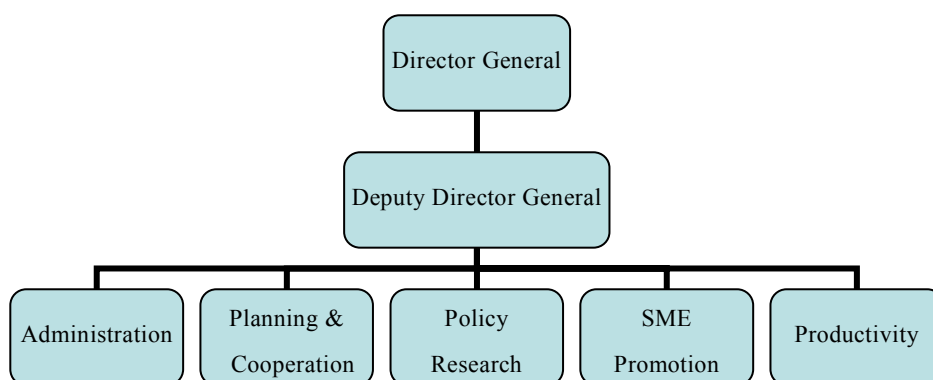 Director General
Deputy Director General
Administration
Planning &
Cooperation
Policy
Research
SME
Promotion
Productivity